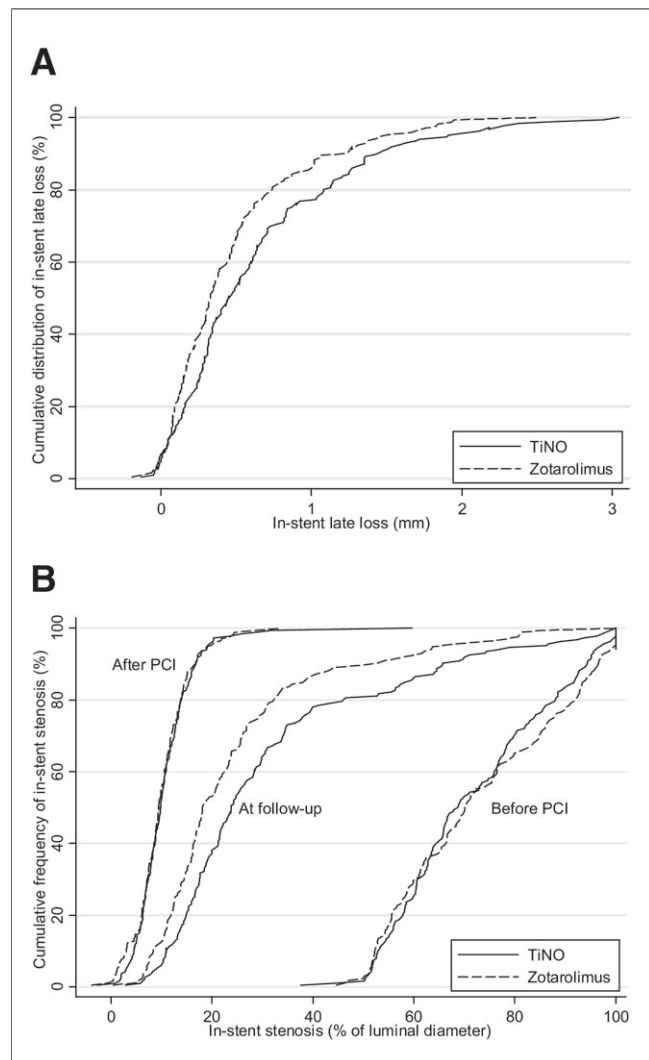 A
Cumulative distribution of in-stent late loss (%)
100
80
60
40
20
0
TiNO
Zotarolimus
0 1 2 3
In-stent late loss (mm)
B
Cumulative frequency of in-stent stenosis (%)
100
80
60
40
20
0
After PCI
At follow-up
Before PCI
TiNO
Zotarolimus
0 20 40 60 80 100
In-stent stenosis (% of luminal diameter)